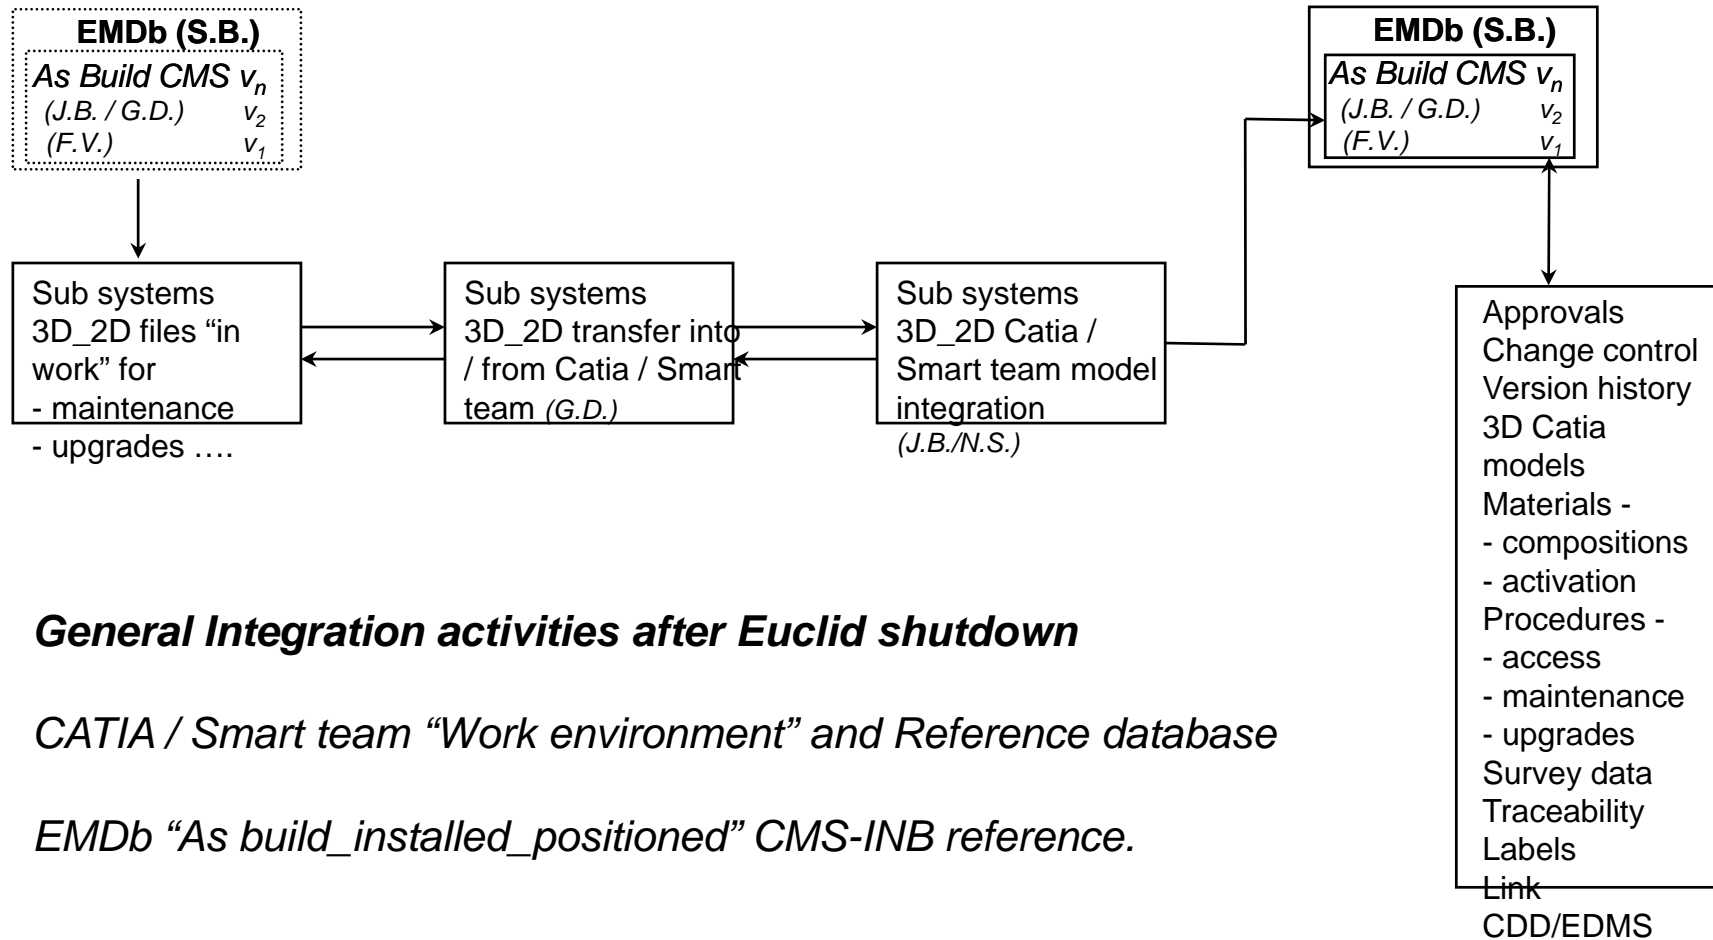 EMDb (S.B.)
As Build CMS vn
(J.B. / G.D.) v2
(F.V.) v1
EMDb (S.B.)
As Build CMS vn
(J.B. / G.D.) v2
(F.V.) v1
Sub systems
3D_2D files “in
work” for
- maintenance
- upgrades ….
Sub systems
3D_2D transfer into
/ from Catia / Smart
team (G.D.)
Sub systems
3D_2D Catia /
Smart team model
integration
(J.B./N.S.)
Approvals
Change control
Version history
3D Catia
models
Materials -
- compositions
- activation
Procedures -
- access
- maintenance
- upgrades
Survey data
Traceability
Labels
Link
CDD/EDMS
General Integration activities after Euclid shutdown
CATIA / Smart team “Work environment” and Reference database
EMDb “As build_installed_positioned” CMS-INB reference.